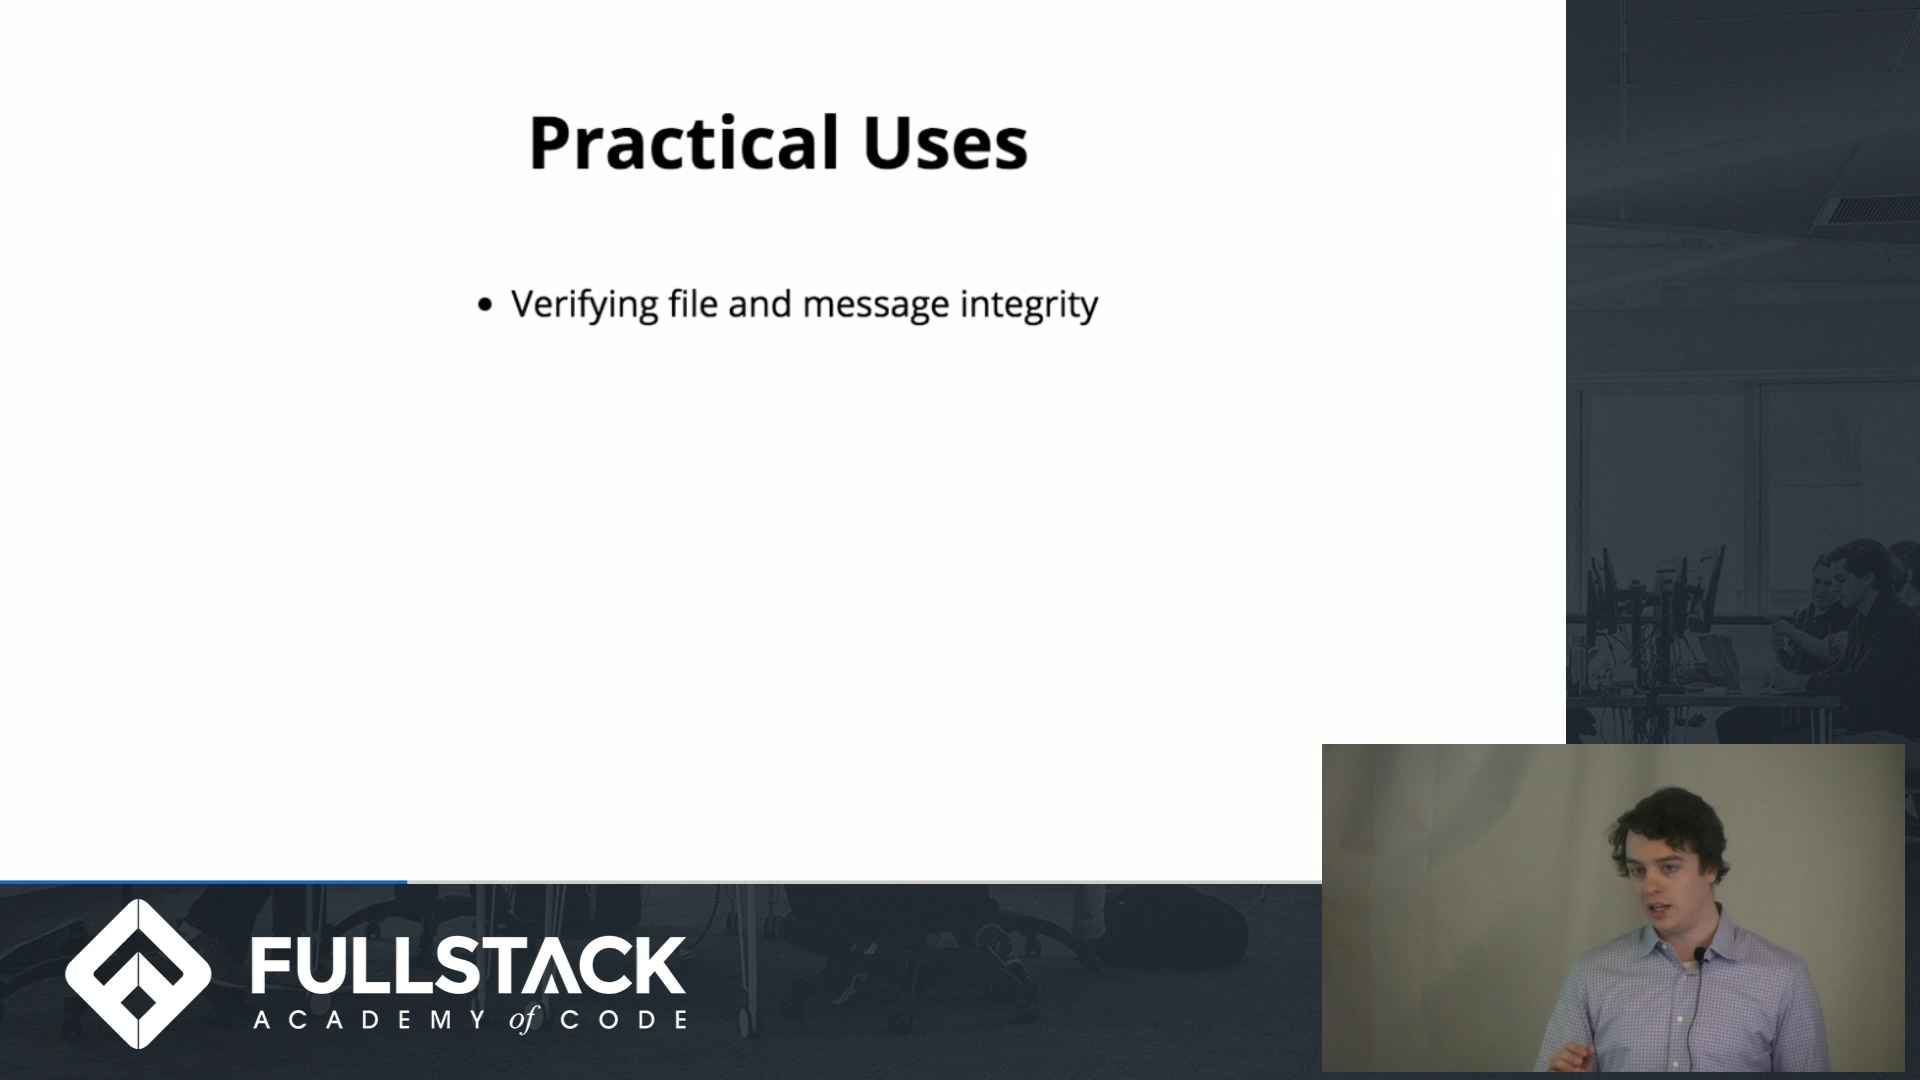 Practical Uses
• Verifying file and message integrity
FULLSTACK
ACADEMY of CODE